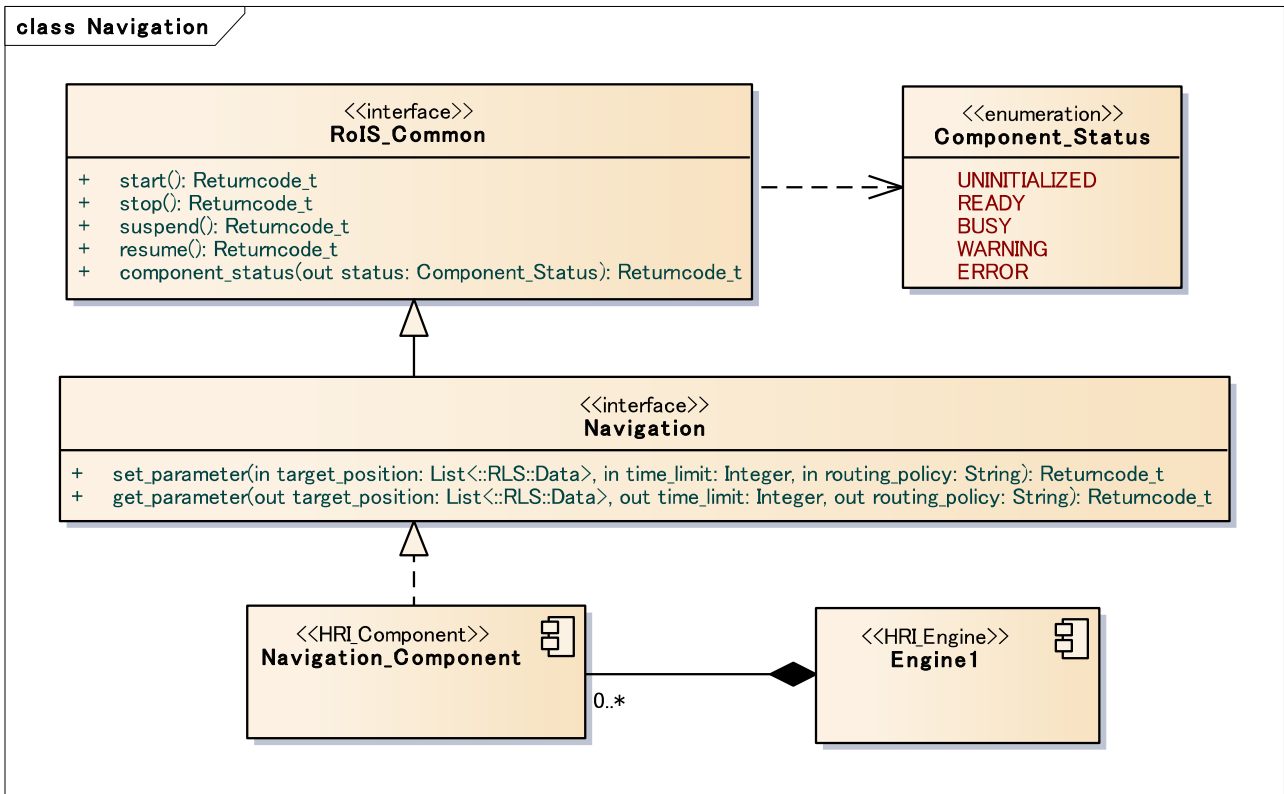 class Navigation
<<interface>>
RoIS_Common
+ start(): Returncode_t
+ stop(): Returncode_t
+ suspend(): Returncode_t
+ resume(): Returncode_t
+ component_status(out status: Component_Status): Returncode_t
<<enumeration>>
Component_Status
UNINITIALIZED
READY
BUSY
WARNING
ERROR
<<interface>>
Navigation
+ set_parameter(in target_position: List<::RLS::Data>, in time_limit: Integer, in routing_policy: String): Returncode_t
+ get_parameter(out target_position: List<::RLS::Data>, out time_limit: Integer, out routing_policy: String): Returncode_t
<<HRI_Component>>
Navigation_Component
0..*
<<HRI_Engine>>
Engine1